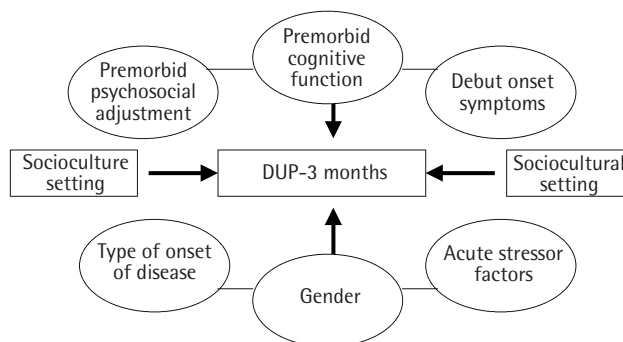 Premorbid
cognitive
function
Premorbid
psychosocial
adjustment
Debut onset
symptoms
Socioculture
setting
DUP-3 months
Sociocultural
setting
Type of onset
of disease
Gender
Acute stressor
factors